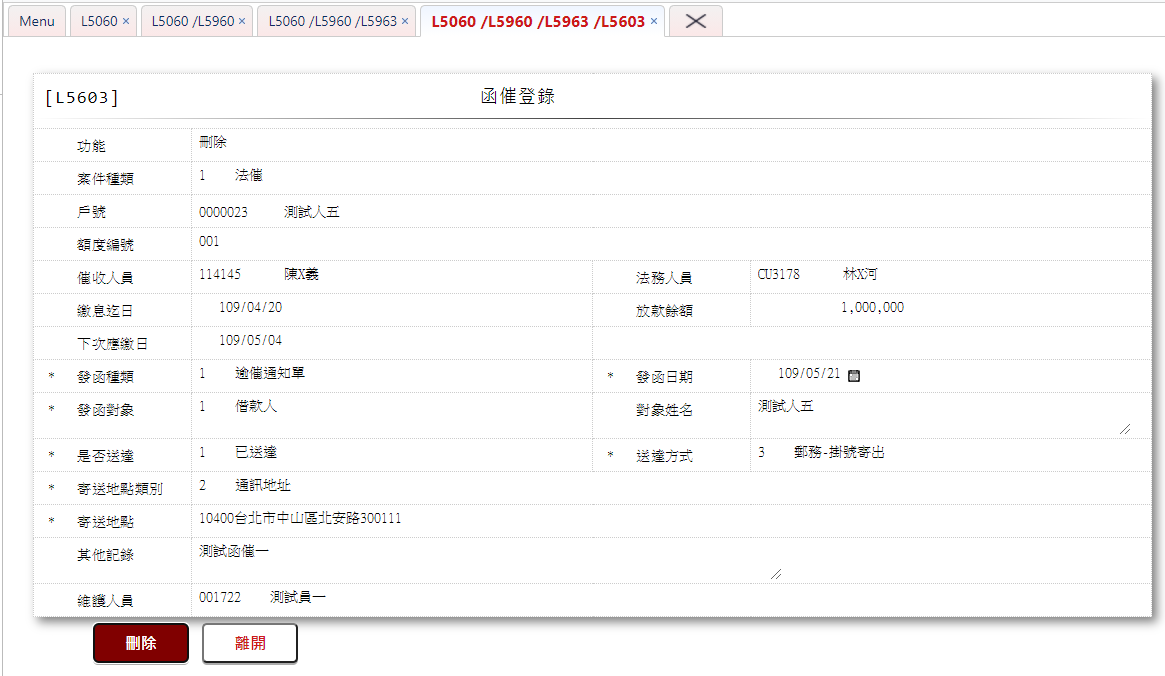 Menu L5060 × L5060 /L5960 × L5060 /L5960 /L5963 × L5060 /L5960 /L5963 /L5603 ×
[L5603] 函催登錄
功能 刪除
案件種類 1 法催
戶號 0000023 測試人五
額度編號 001
催收人員 114145 陳X義 法務人員 CU3178 林X河
繳息迄日 109/04/20 放款餘額 1,000,000
下次應繳日 109/05/04
* 發函種類 1 逾催通知單 * 發函日期 109/05/21
* 發函對象 1 借款人 對象姓名 測試人五
* 是否送達 1 已送達 * 送達方式 3 郵務-掛號寄出
* 寄送地點類別 2 通訊地址
* 寄送地點 10400台北市中山區北安路300111
其他記錄 測試函催一
維護人員 001722 測試員一
刪除 離開